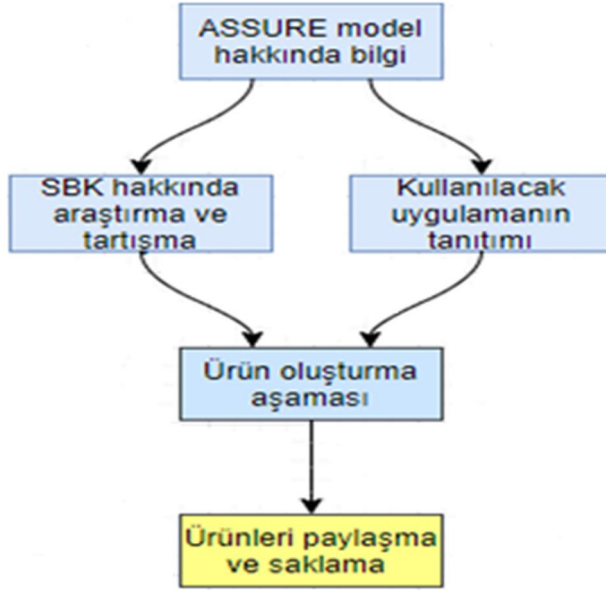 ASSURE model
hakkında bilgi
SBK hakkında
araştırma ve
tartışma
Kullanılacak
uygulamanın
tanıtımı
Ürün oluşturma
aşaması
Ürünleri paylaşma
ve saklama